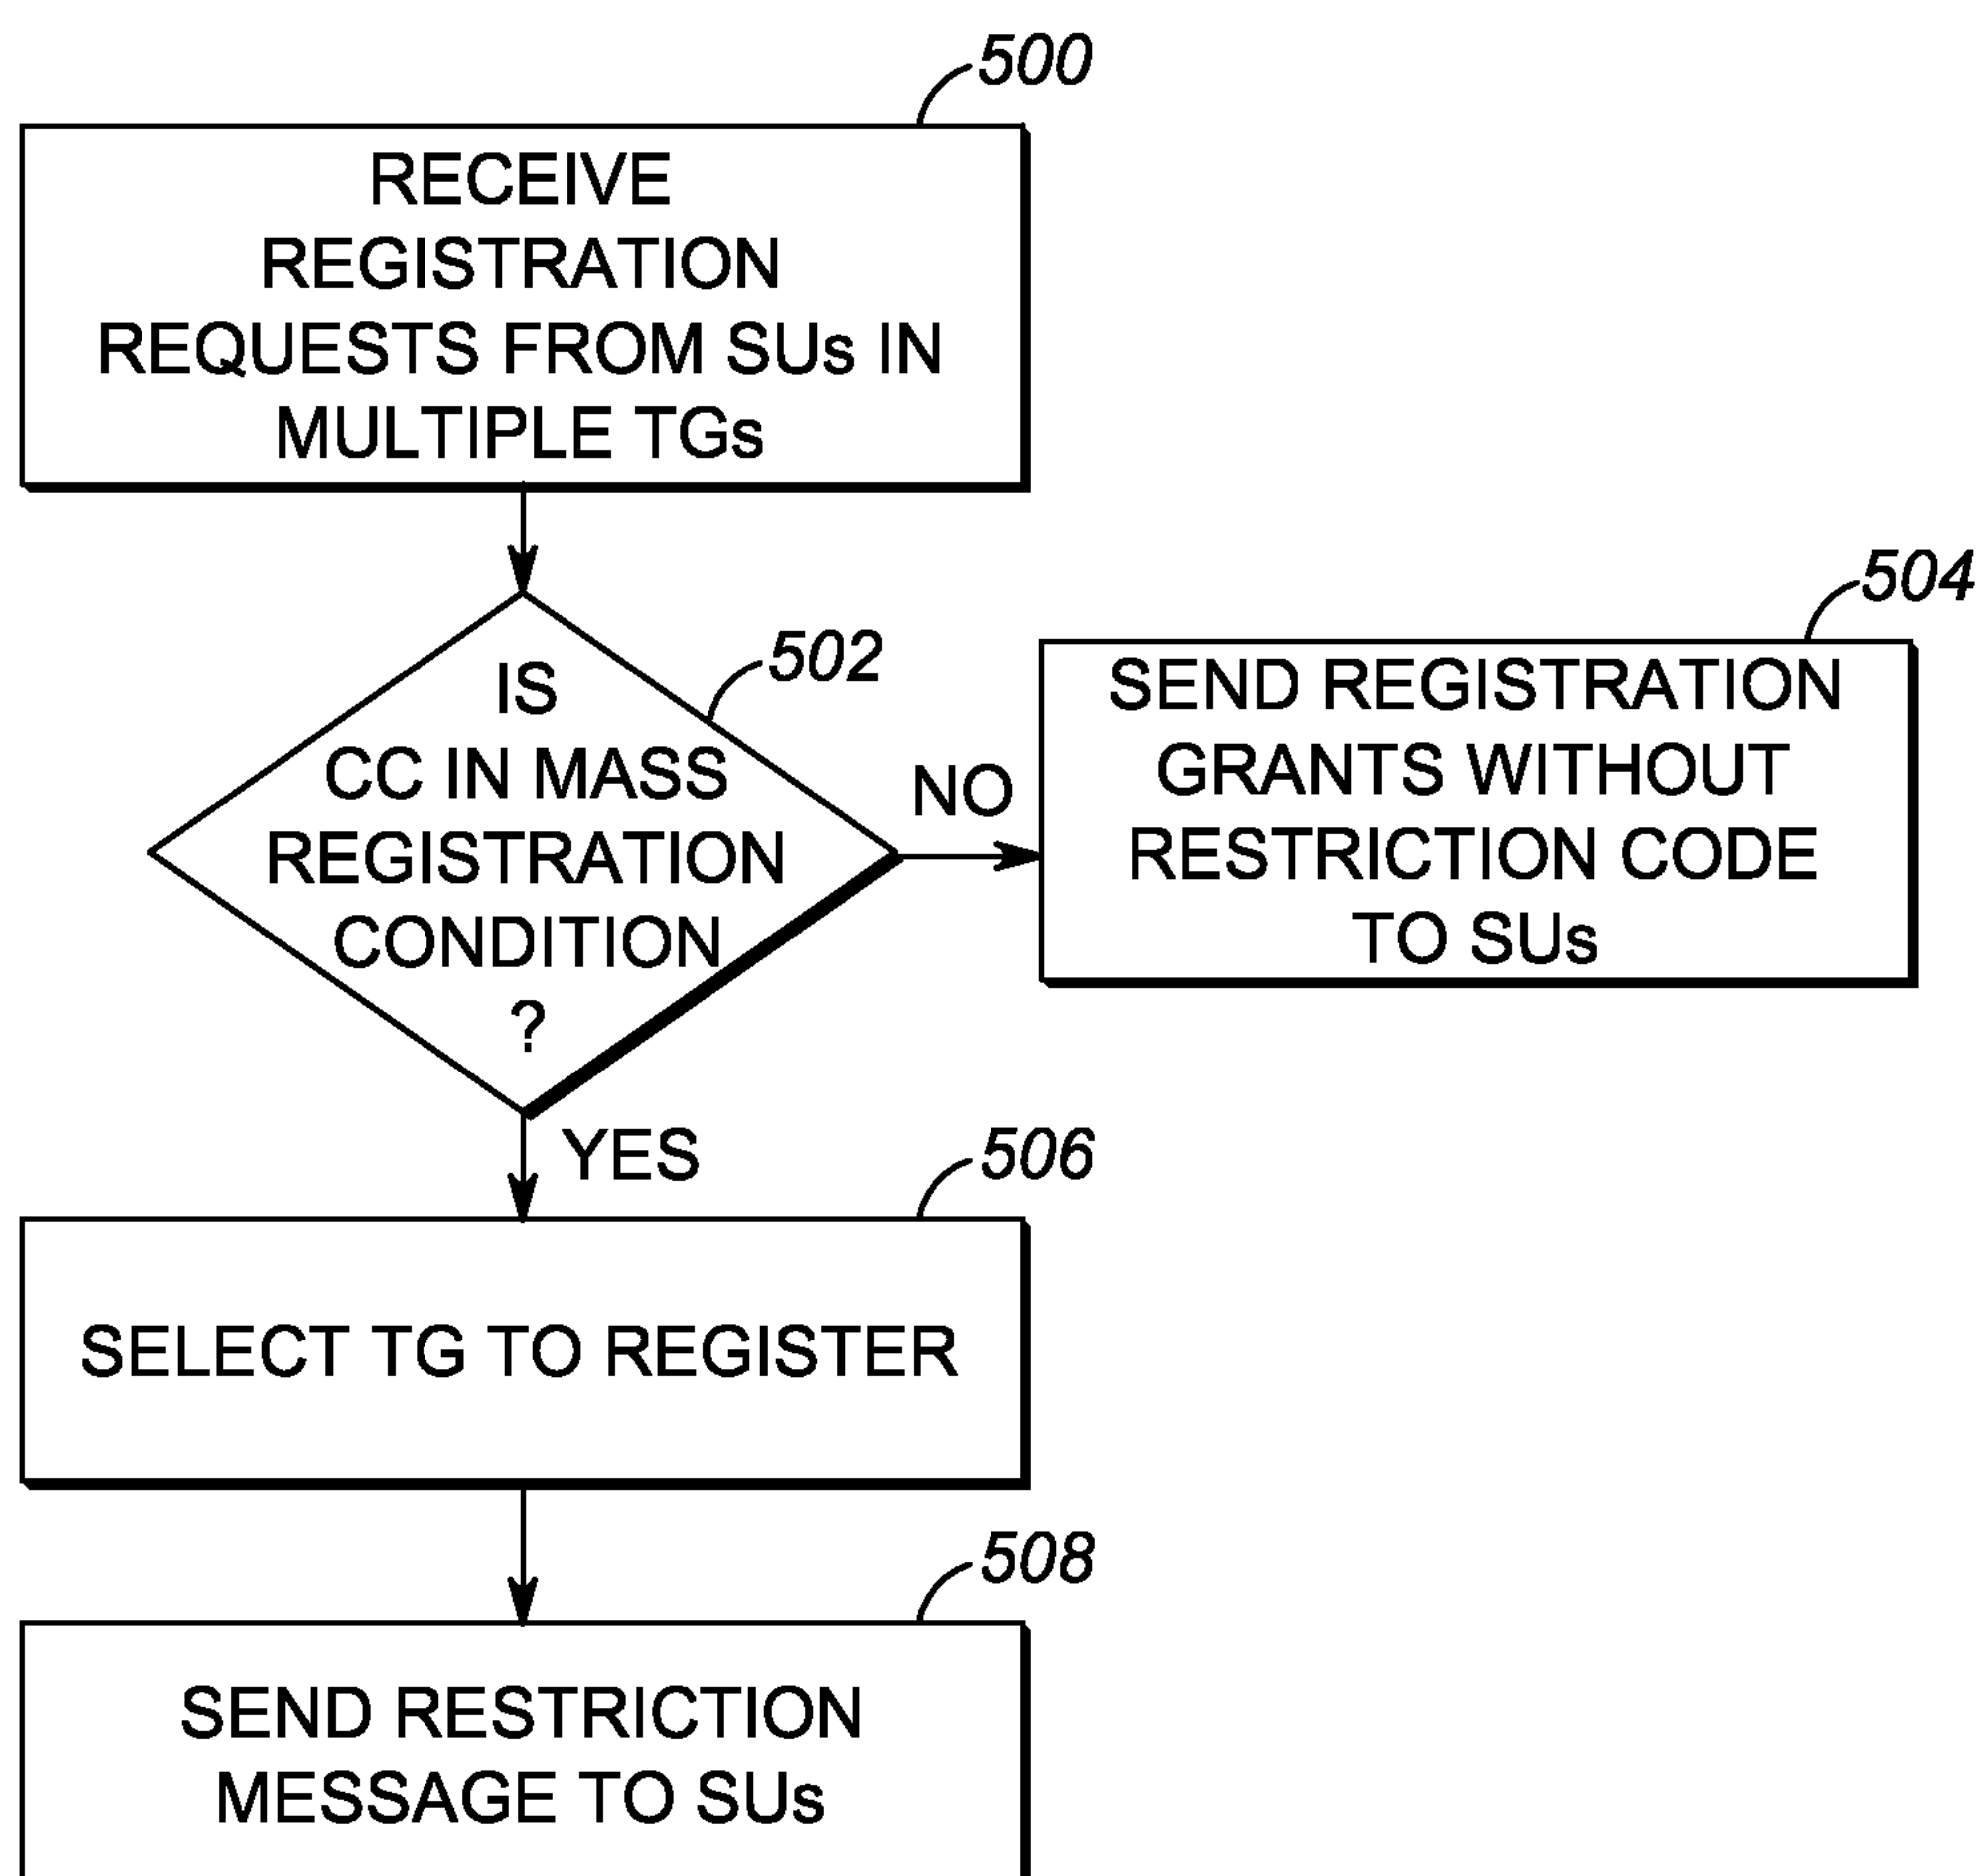 500
RECEIVE
REGISTRATION
REQUESTS FROM SUs IN
MULTIPLE TGs
502
IS
CC IN MASS
REGISTRATION
CONDITION
?
NO
504
SEND REGISTRATION
GRANTS WITHOUT
RESTRICTION CODE
TO SUs
YES
506
SELECT TG TO REGISTER
508
SEND RESTRICTION
MESSAGE TO SUs